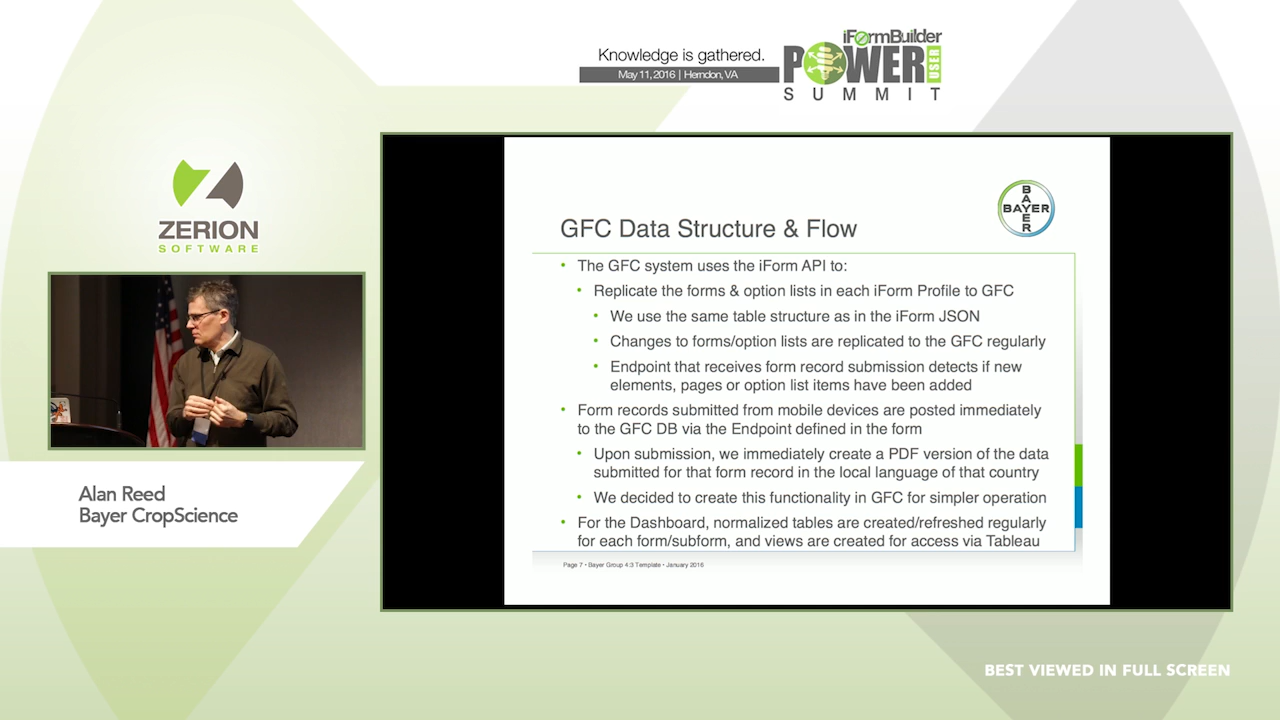 Knowledge is gathered.
May 11, 2016 | Herndon, VA
iFormBuilder
POWER
USER
SUMMIT
ZERION
SOFTWARE
Alan Reed
Bayer CropScience
BAYER
BAYER
GFC Data Structure & Flow
• The GFC system uses the iForm API to:
• Replicate the forms & option lists in each iForm Profile to GFC
• We use the same table structure as in the iForm JSON
• Changes to forms/option lists are replicated to the GFC regularly
• Endpoint that receives form record submission detects if new
elements, pages or option list items have been added
• Form records submitted from mobile devices are posted immediately
to the GFC DB via the Endpoint defined in the form
• Upon submission, we immediately create a PDF version of the data
submitted for that form record in the local language of that country
• We decided to create this functionality in GFC for simpler operation
• For the Dashboard, normalized tables are created/refreshed regularly
for each form/subform, and views are created for access via Tableau
Page 7 • Bayer Group 4:3 Template • January 2016
BEST VIEWED IN FULL SCREEN